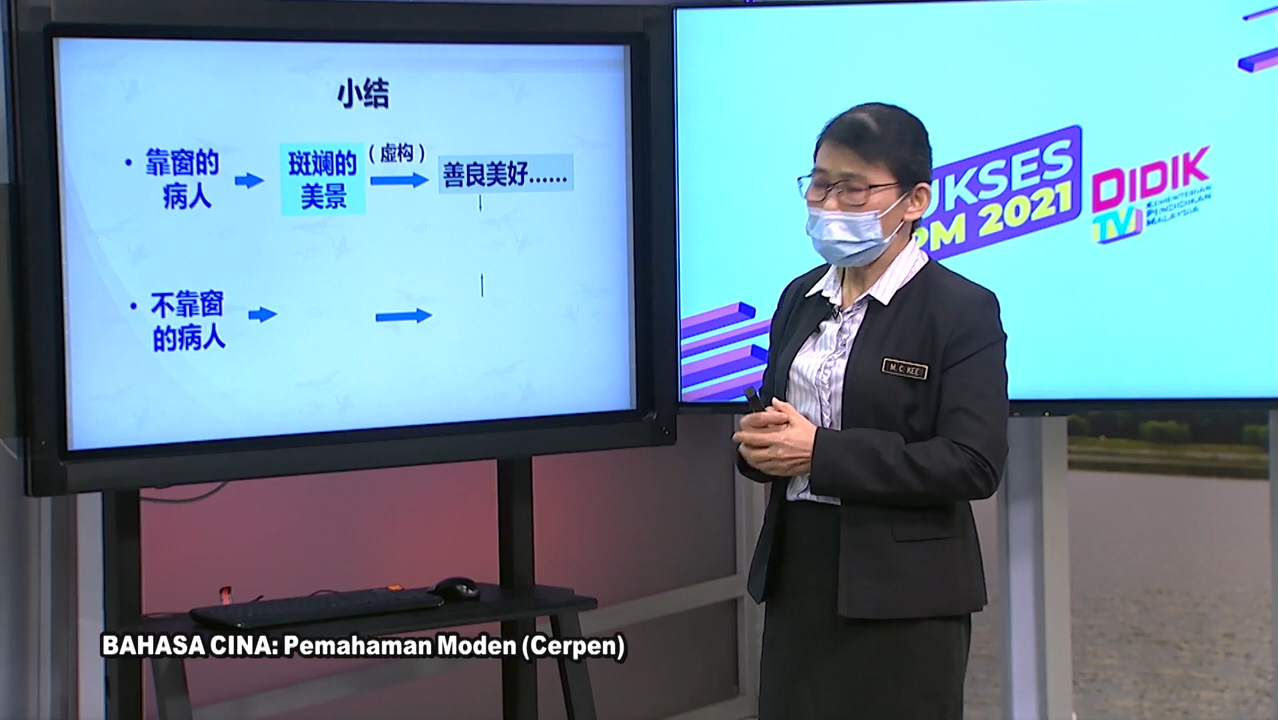 小结
• 靠窗的
病人
斑斓的
美景
（虚构）
善良美好……
• 不靠窗
的病人
UKSES
PM 2021
DIDIK
TV
KEMENTERIAN
PENDIDIKAN
MALAYSIA
M. C. KEE
BAHASA CINA: Pemahaman Moden (Cerpen)